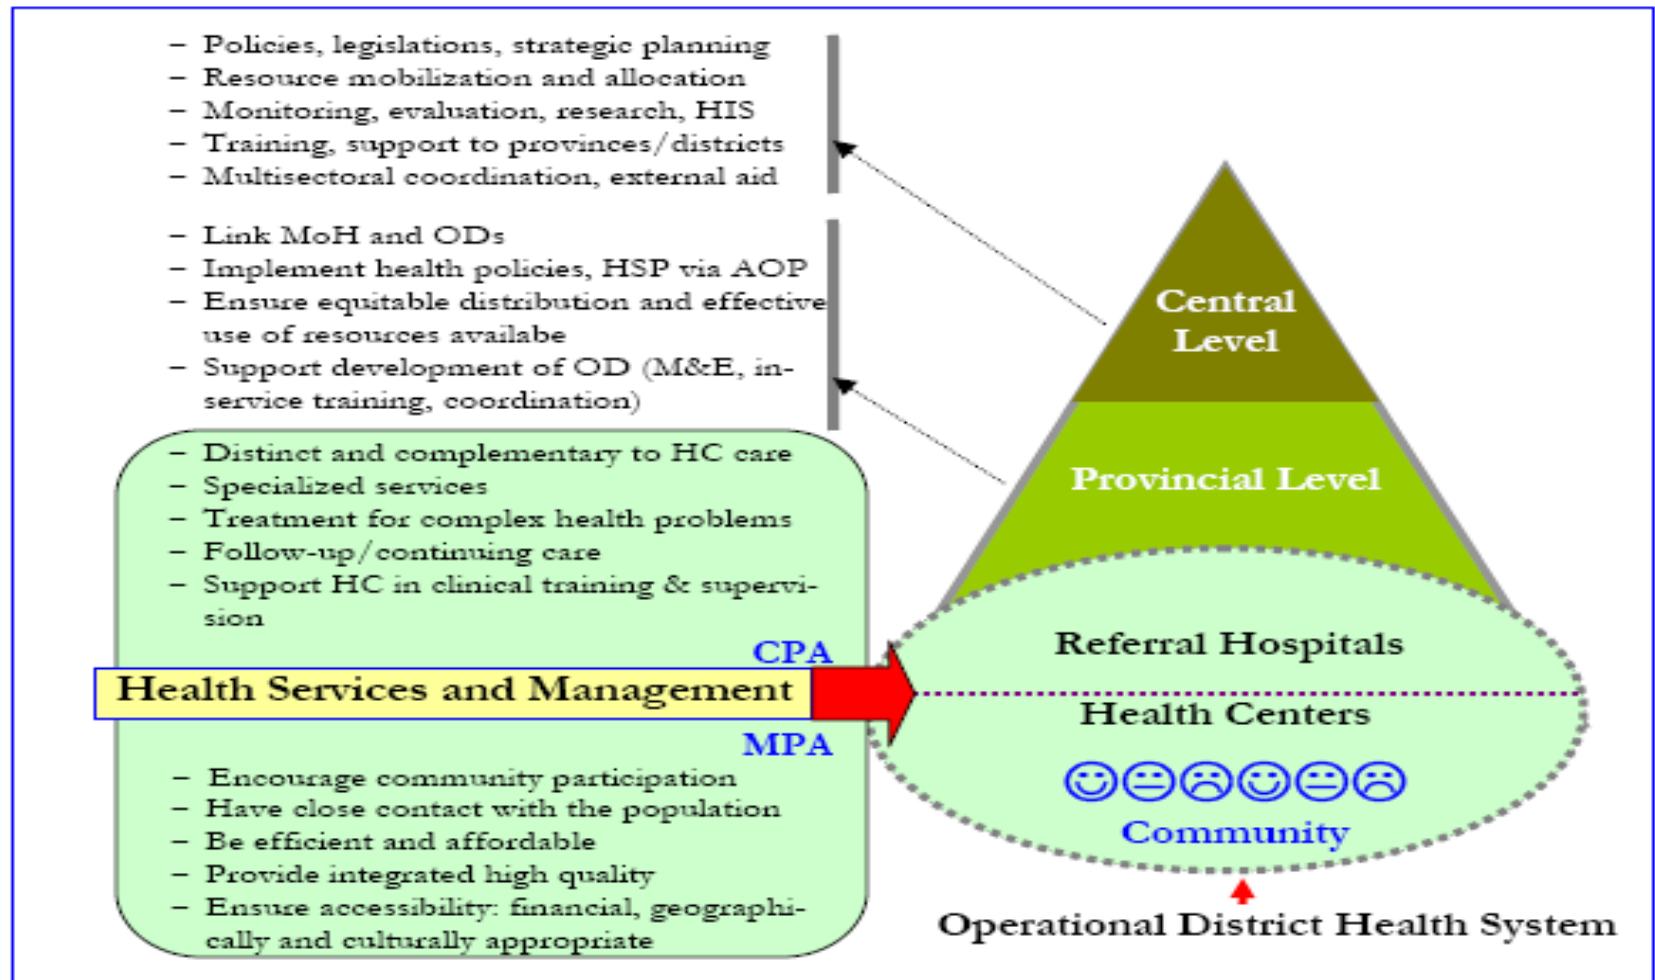 – Policies, legislations, strategic planning
– Resource mobilization and allocation
– Monitoring, evaluation, research, HIS
– Training, support to provinces/districts
– Multisectoral coordination, external aid
– Link MoH and ODs
– Implement health policies, HSP via AOP
– Ensure equitable distribution and effective
use of resources availabe
– Support development of OD (M&E, in-
service training, coordination)
– Distinct and complementary to HC care
– Specialized services
– Treatment for complex health problems
– Follow-up/continuing care
– Support HC in clinical training & supervi-
sion
CPA
Health Services and Management
MPA
– Encourage community participation
– Have close contact with the population
– Be efficient and affordable
– Provide integrated high quality
– Ensure accessibility: financial, geographi-
cally and culturally appropriate
Central
Level
Provincial Level
Referral Hospitals
Health Centers
Community
Operational District Health System